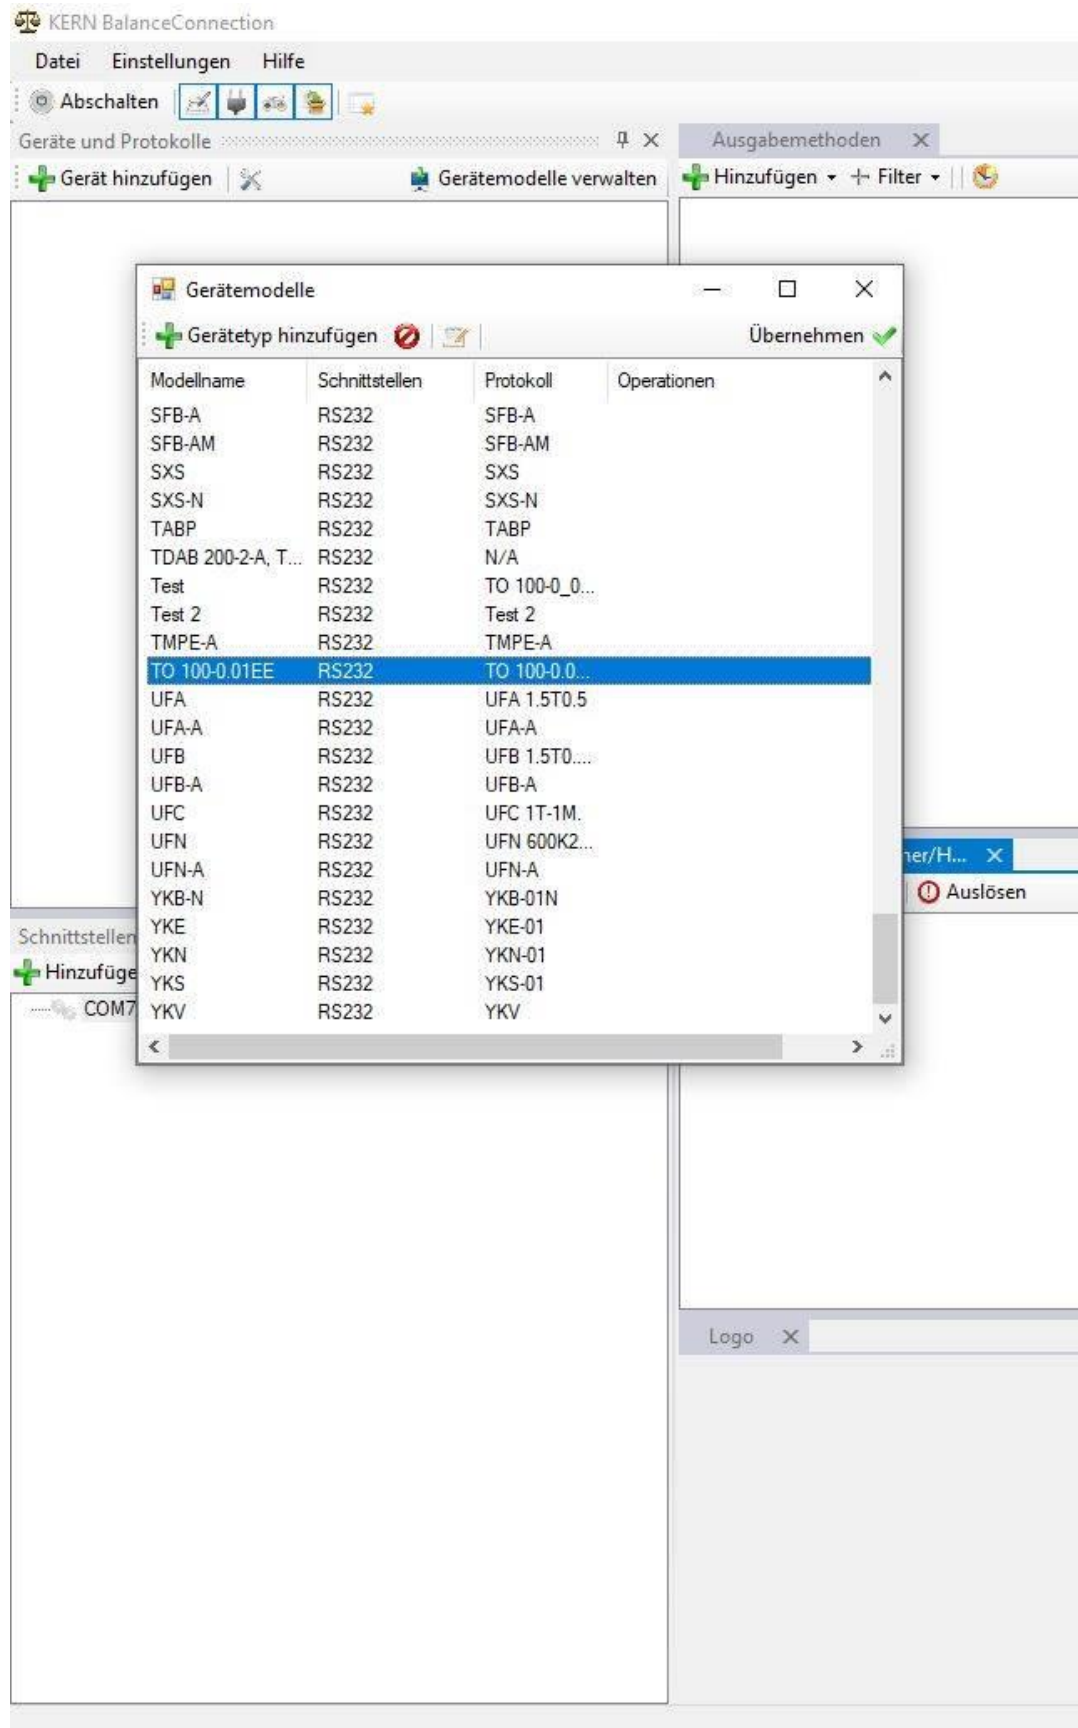 KERN BalanceConnection
Datei Einstellungen Hilfe
Abschalten
Geräte und Protokolle
Gerät hinzufügen Gerätemodelle verwalten
Ausgabemethoden
Hinzufügen Filter
Gerätemodelle
Gerätetyp hinzufügen Übernehmen
Modellname Schnittstellen Protokoll Operationen
SFB-A RS232 SFB-A
SFB-AM RS232 SFB-AM
SXS RS232 SXS
SXS-N RS232 SXS-N
TABP RS232 TABP
TDAB 200-2-A, T... RS232 N/A
Test RS232 TO 100-0_0...
Test 2 RS232 Test 2
TMPE-A RS232 TMPE-A
TO 100-0.01EE RS232 TO 100-0.0...
UFA RS232 UFA 1.5T0.5
UFA-A RS232 UFA-A
UFB RS232 UFB 1.5T0....
UFB-A RS232 UFB-A
UFC RS232 UFC 1T-1M.
UFN RS232 UFN 600K2...
UFN-A RS232 UFN-A
YKB-N RS232 YKB-01N
YKE RS232 YKE-01
YKN RS232 YKN-01
YKS RS232 YKS-01
YKV RS232 YKV
ner/H...
Auslösen
Schnittstellen
Hinzufüge
COM7
Logo